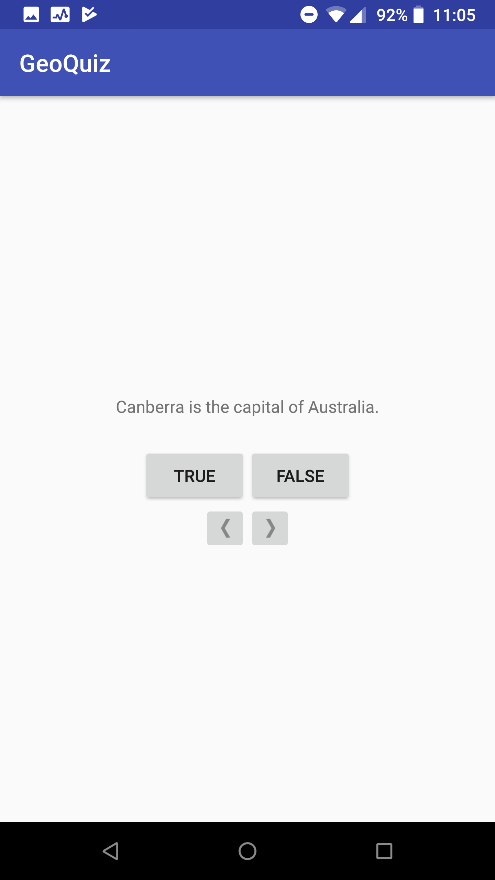 92% 11:05
GeoQuiz
Canberra is the capital of Australia.
TRUE FALSE